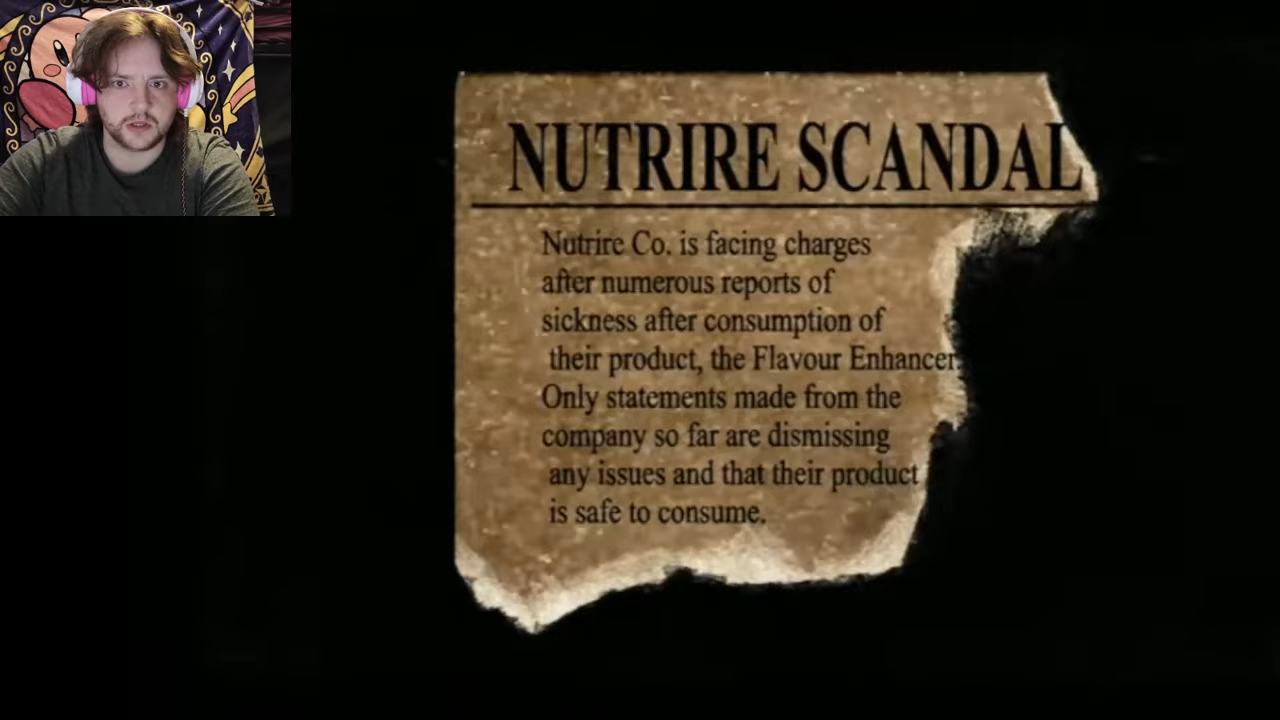 NUTRIRE SCANDAL
Nutrire Co. is facing charges
after numerous reports of
sickness after consumption of
their product, the Flavour Enhancer.
Only statements made from the
company so far are dismissing
any issues and that their product
is safe to consume.